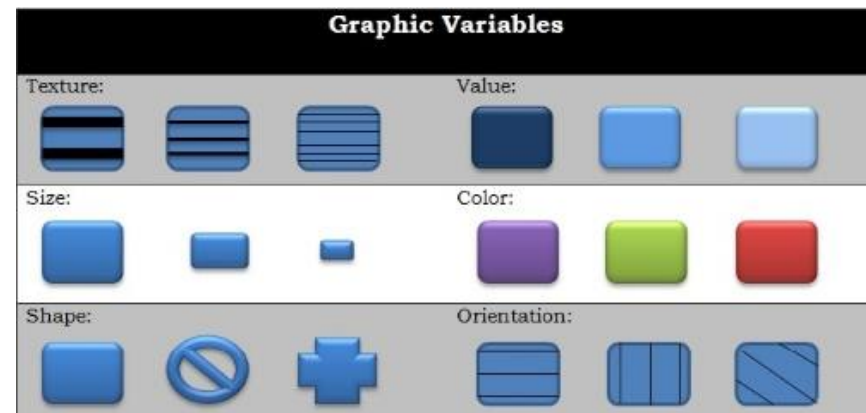 Graphic Variables
Texture: Value:
Size: Color:
Shape: Orientation: